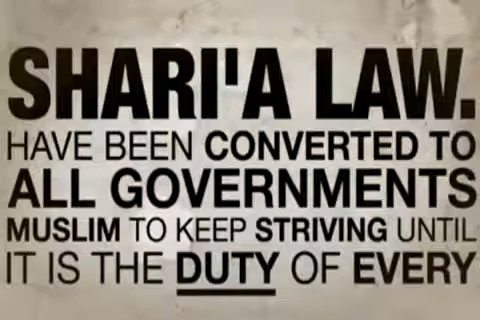 SHARI'A LAW.
HAVE BEEN CONVERTED TO
ALL GOVERNMENTS
MUSLIM TO KEEP STRIVING UNTIL
IT IS THE DUTY OF EVERY